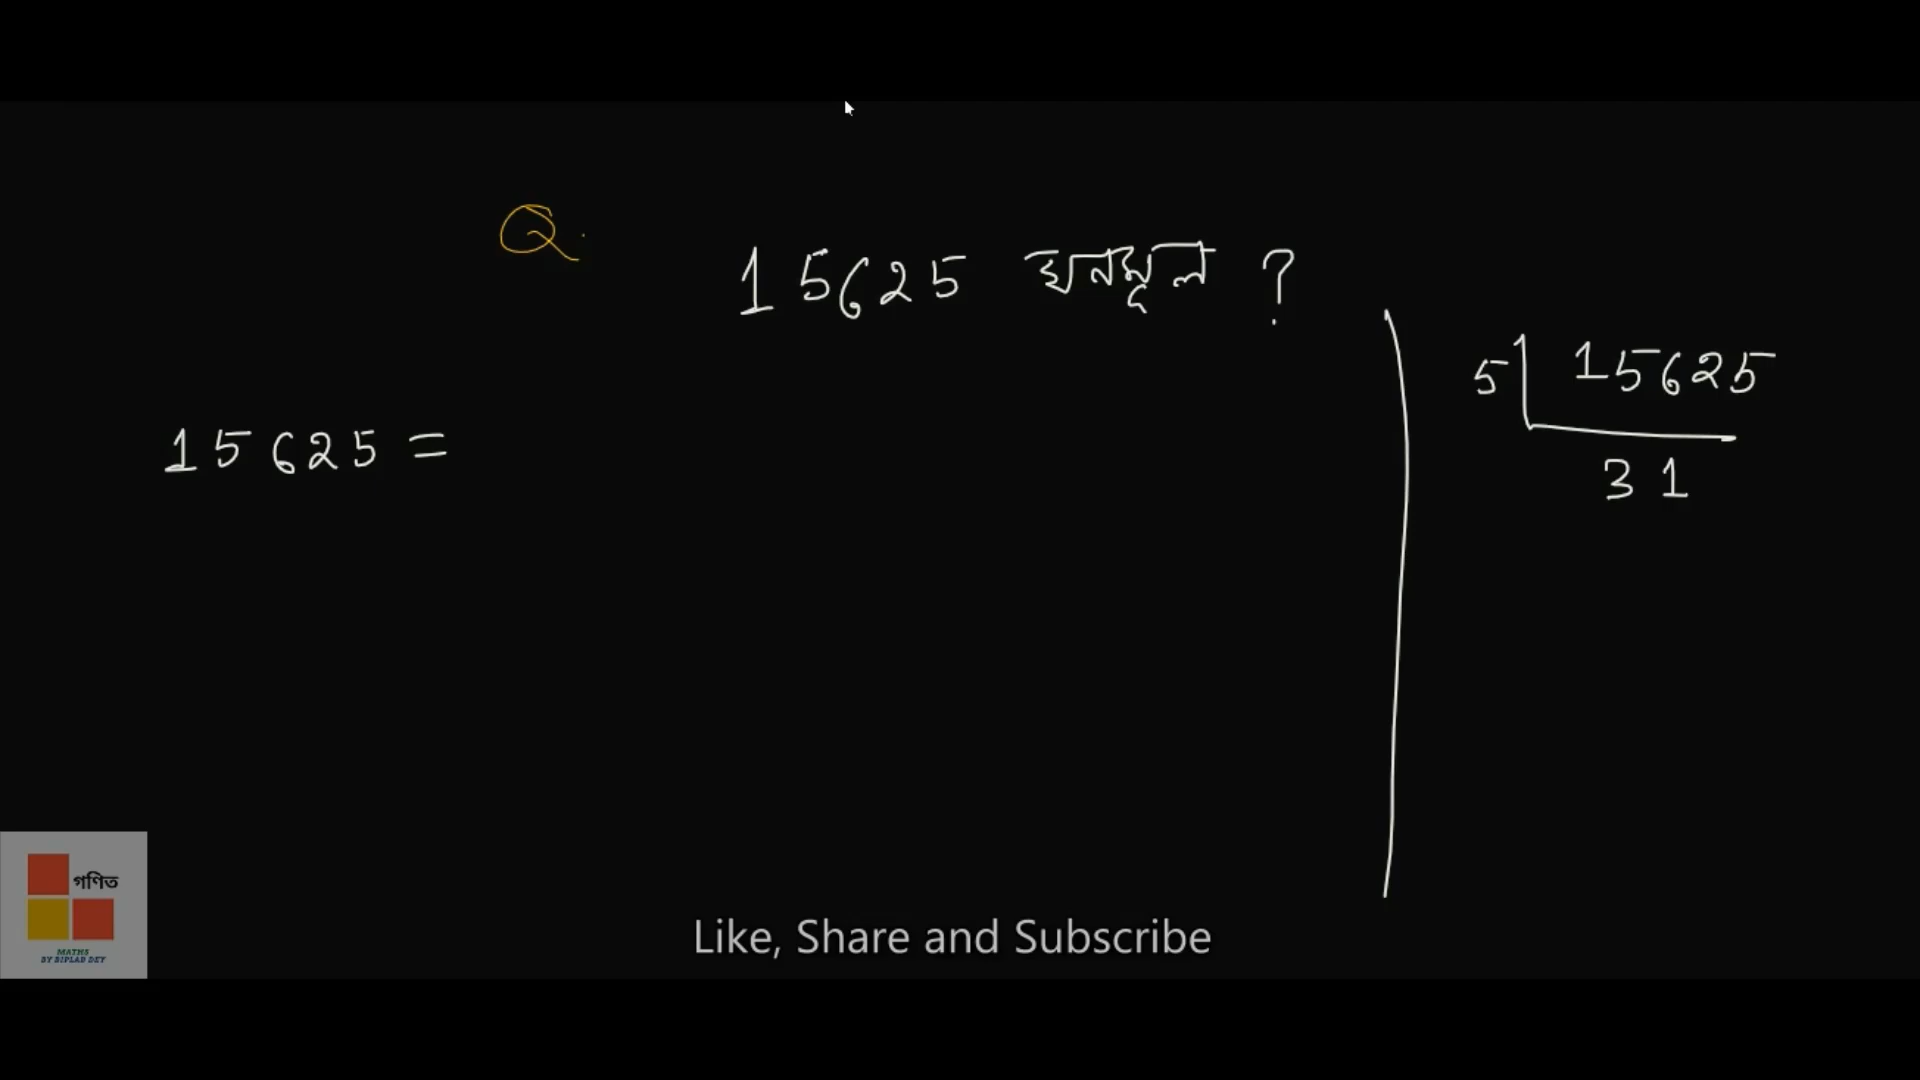 Q.
15625 ঘনমূল ?
15625 =
5 15625
31
গণিত
MATHS
BY BIPLAB DEY
Like, Share and Subscribe